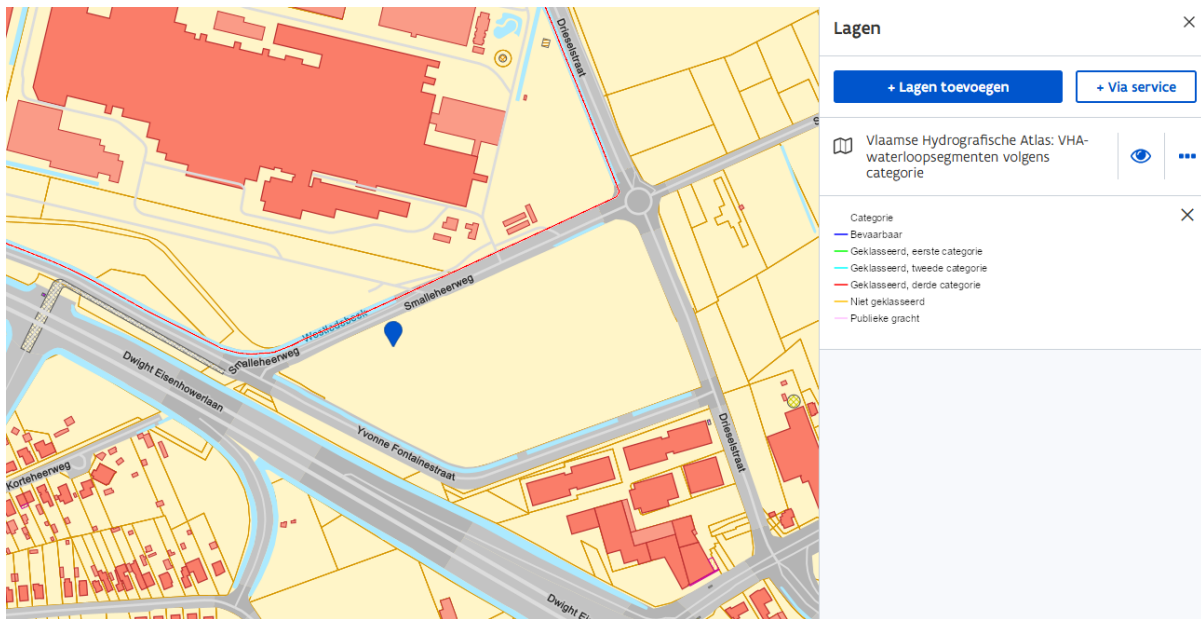 Drieselstraat
Smalleheerweg
Westledebeek
Smalleheerweg
Dwight Eisenhowerlaan
Yvonne Fontainestraat
Drieselstraat
Korteheerweg
Lagen
+ Lagen toevoegen
+ Via service
Vlaamse Hydrografische Atlas: VHA-
waterloopsegmenten volgens
categorie
Categorie
Bevaarbaar
Geklasseerd, eerste categorie
Geklasseerd, tweede categorie
Geklasseerd, derde categorie
Niet geklasseerd
Publieke gracht
Dwight Ei